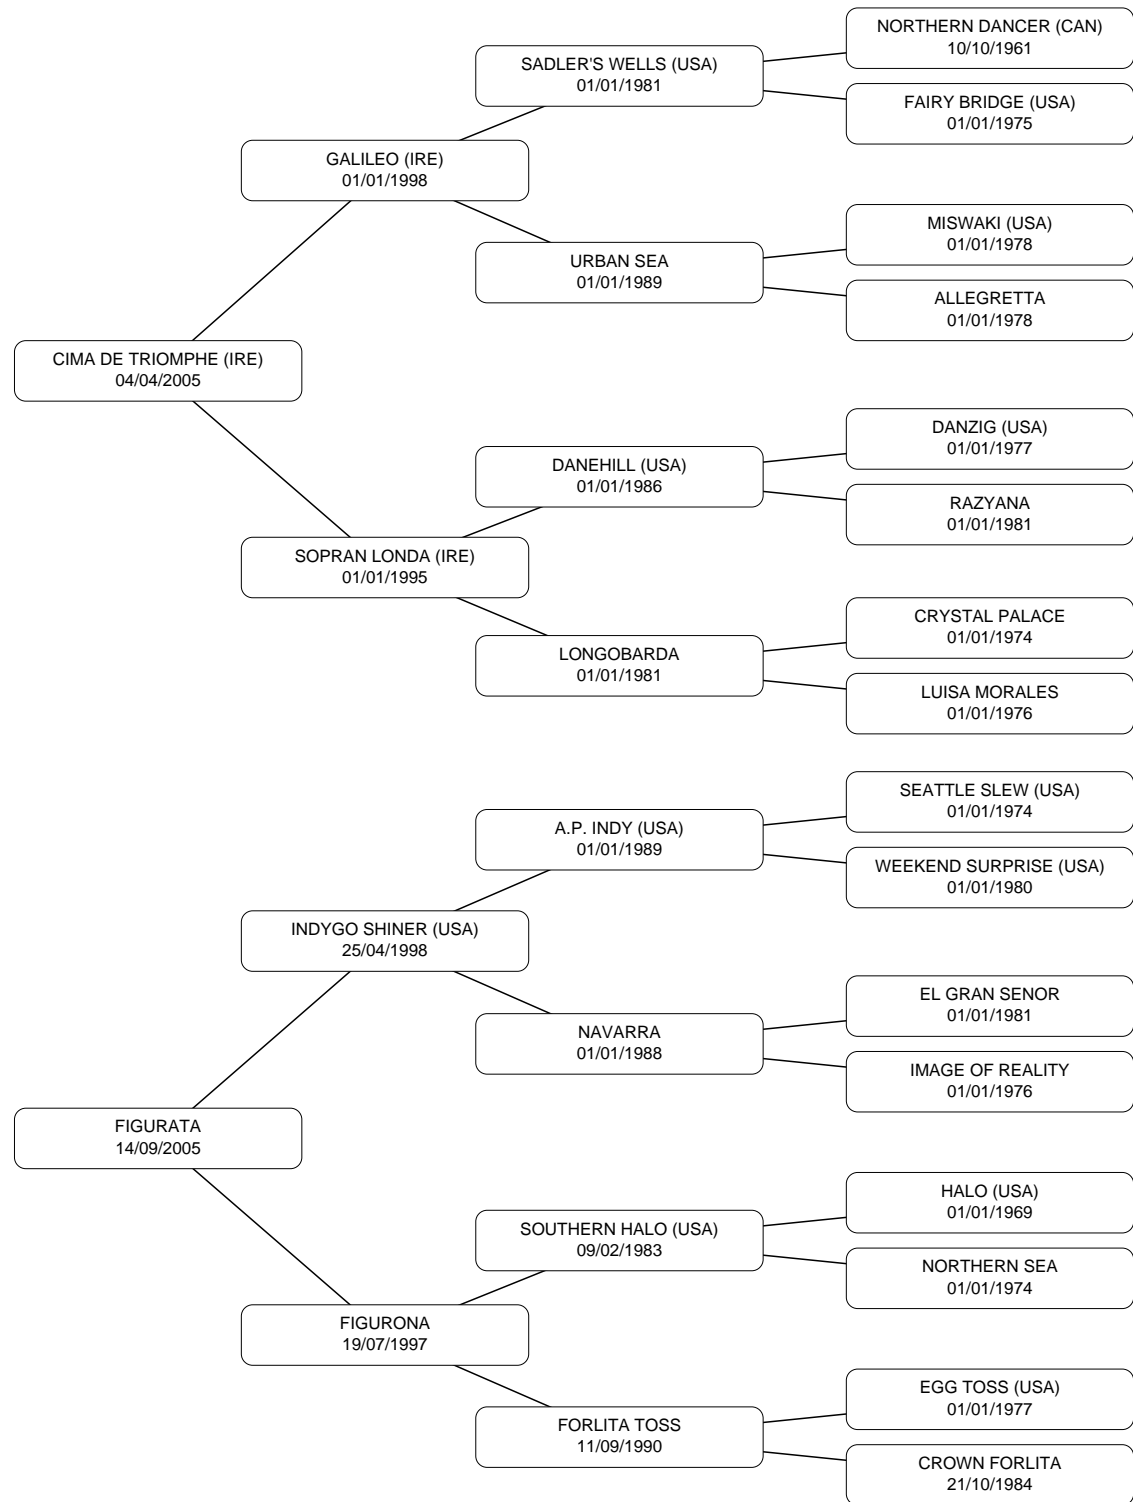 NORTHERN DANCER (CAN)
10/10/1961
SADLER'S WELLS (USA)
01/01/1981
FAIRY BRIDGE (USA)
01/01/1975
GALILEO (IRE)
01/01/1998
MISWAKI (USA)
01/01/1978
URBAN SEA
01/01/1989
ALLEGRETTA
01/01/1978
CIMA DE TRIOMPHE (IRE)
04/04/2005
DANZIG (USA)
01/01/1977
DANEHILL (USA)
01/01/1986
RAZYANA
01/01/1981
SOPRAN LONDA (IRE)
01/01/1995
CRYSTAL PALACE
01/01/1974
LONGOBARDA
01/01/1981
LUISA MORALES
01/01/1976
SEATTLE SLEW (USA)
01/01/1974
A.P. INDY (USA)
01/01/1989
WEEKEND SURPRISE (USA)
01/01/1980
INDYGO SHINER (USA)
25/04/1998
EL GRAN SENOR
01/01/1981
NAVARRA
01/01/1988
IMAGE OF REALITY
01/01/1976
FIGURATA
14/09/2005
HALO (USA)
01/01/1969
SOUTHERN HALO (USA)
09/02/1983
NORTHERN SEA
01/01/1974
FIGURONA
19/07/1997
EGG TOSS (USA)
01/01/1977
FORLITA TOSS
11/09/1990
CROWN FORLITA
21/10/1984